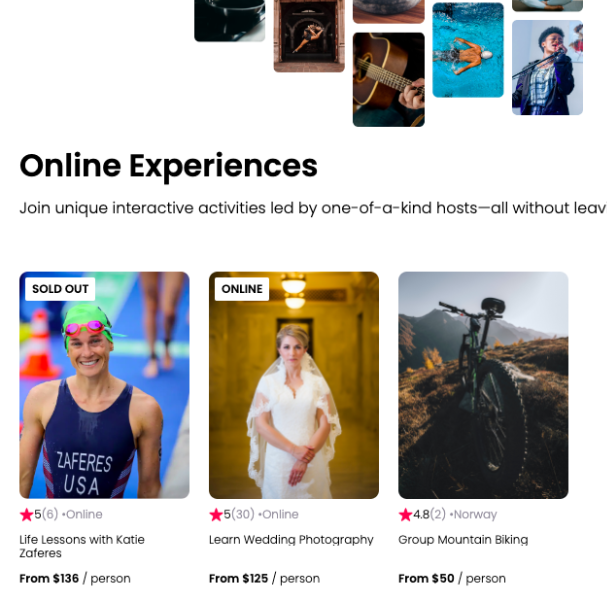 Online Experiences
Join unique interactive activities led by one-of-a-kind hosts—all without leav
SOLD OUT
ONLINE
ZAFERES
USA
5(6) •Online
5(30) •Online
4.8(2) •Norway
Life Lessons with Katie
Zaferes
Learn Wedding Photography
Group Mountain Biking
From $136 / person
From $125 / person
From $50 / person